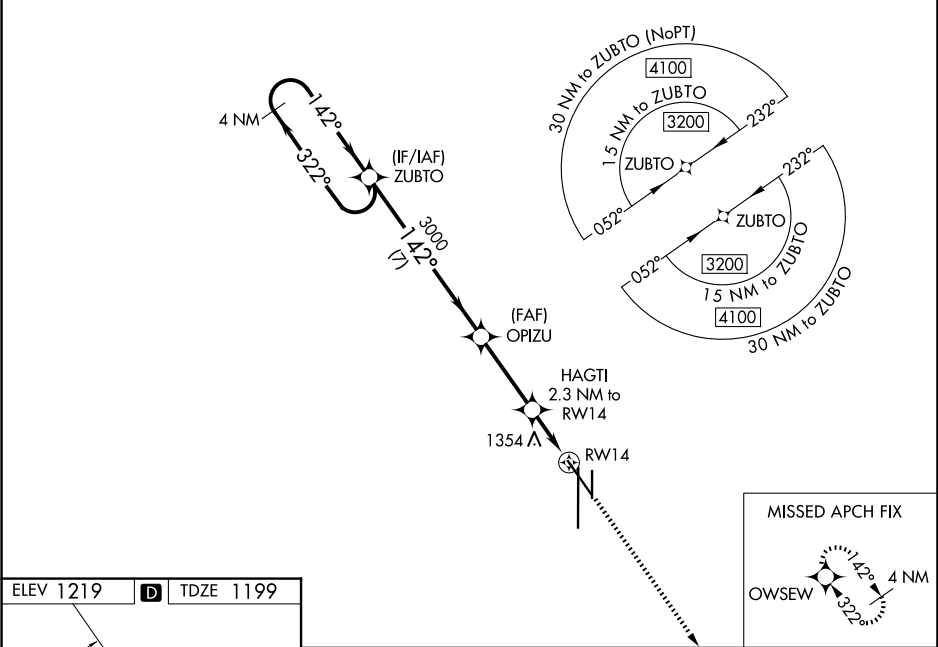 30 NM to ZUBTO (NoPT)
4100
15 NM to ZUBTO
3200
232°
ZUBTO
052°
232°
ZUBTO
052°
3200
15 NM to ZUBTO
4100
30 NM to ZUBTO
4 NM
142°
322°
(IF/IAF)
ZUBTO
3000
142°
(7)
(FAF)
OPIZU
HAGTI
2.3 NM to
RW14
1354
RW14
MISSED APCH FIX
142°
4 NM
OWSEW
322°
ELEV 1219
D
TDZE 1199